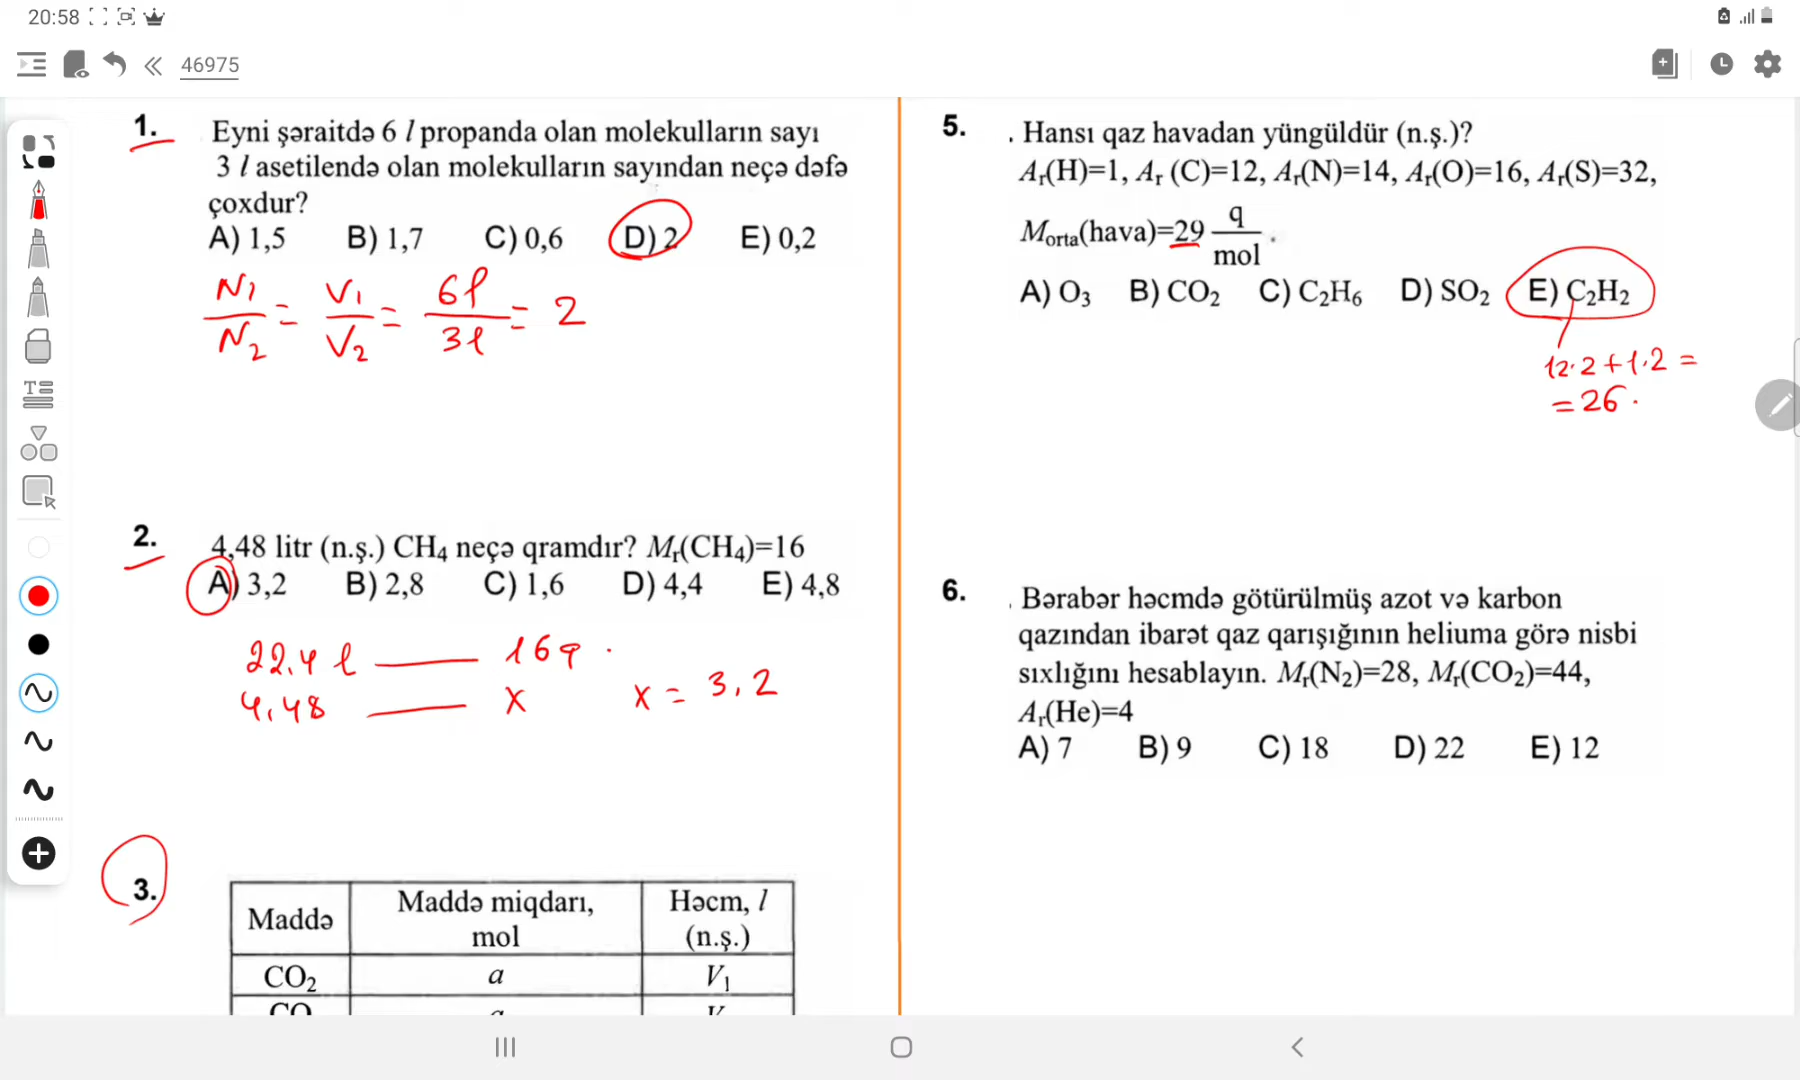 20:58
46975
1. Eyni şəraitdə 6 l propanda olan molekulların sayı
3 l asetilendə olan molekulların sayından neçə dəfə
çoxdur?
A) 1,5 B) 1,7 C) 0,6 D) 2 E) 0,2
N1/N2 = V1/V2 = 6l/3l = 2
2. 4,48 litr (n.ş.) CH4 neçə qramdır? Mr(CH4)=16
A) 3,2 B) 2,8 C) 1,6 D) 4,4 E) 4,8
22,4 l — 16 q.
4,48 — x x = 3,2
3.
Maddə Maddə miqdarı, mol Həcm, l (n.ş.)
CO2 a V1
5. . Hansı qaz havadan yüngüldür (n.ş.)?
Ar(H)=1, Ar (C)=12, Ar(N)=14, Ar(O)=16, Ar(S)=32,
Morta(hava)=29 q/mol .
A) O3 B) CO2 C) C2H6 D) SO2 E) C2H2
12·2+1·2 =
= 26.
6. . Bərabər həcmdə götürülmüş azot və karbon
qazından ibarət qaz qarışığının heliuma görə nisbi
sıxlığını hesablayın. Mr(N2)=28, Mr(CO2)=44,
Ar(He)=4
A) 7 B) 9 C) 18 D) 22 E) 12